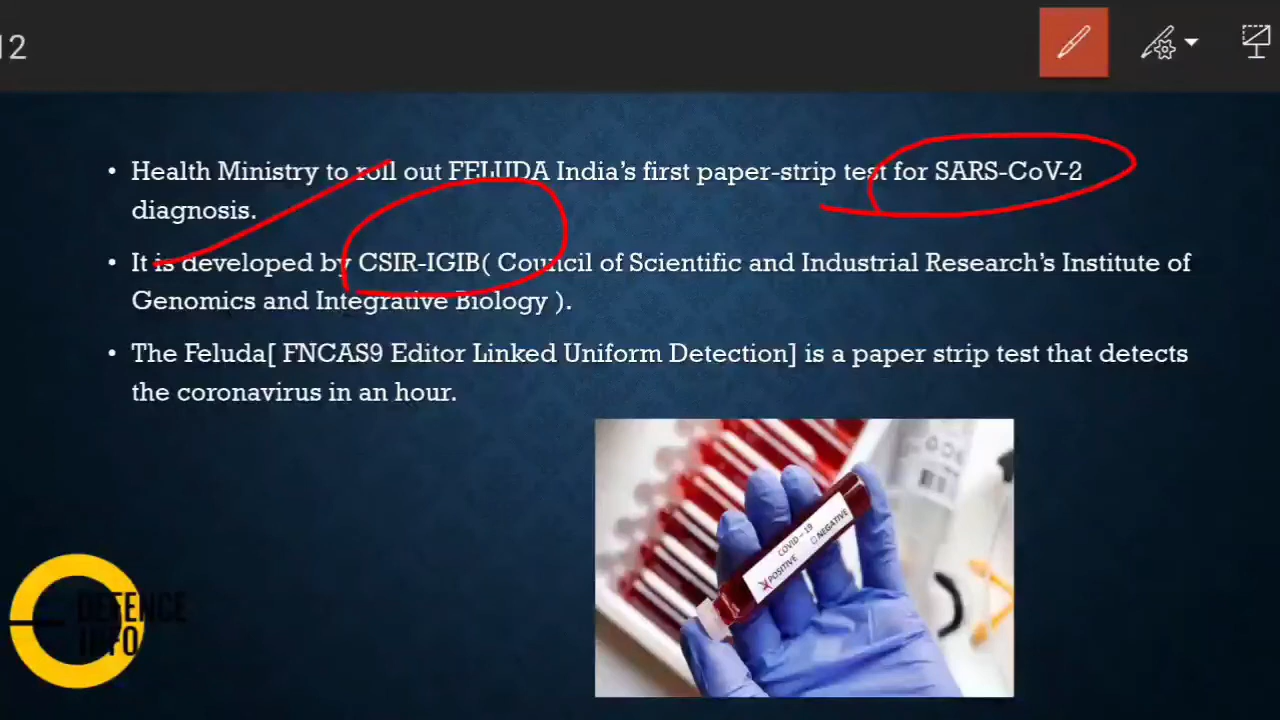 12
• Health Ministry to roll out FELUDA India's first paper-strip test for SARS-CoV-2
diagnosis.
• It is developed by CSIR-IGIB( Council of Scientific and Industrial Research's Institute of
Genomics and Integrative Biology ).
• The Feluda[ FNCAS9 Editor Linked Uniform Detection] is a paper strip test that detects
the coronavirus in an hour.
COVID – 19
POSITIVE
NEGATIVE
DEFENCE
INFO